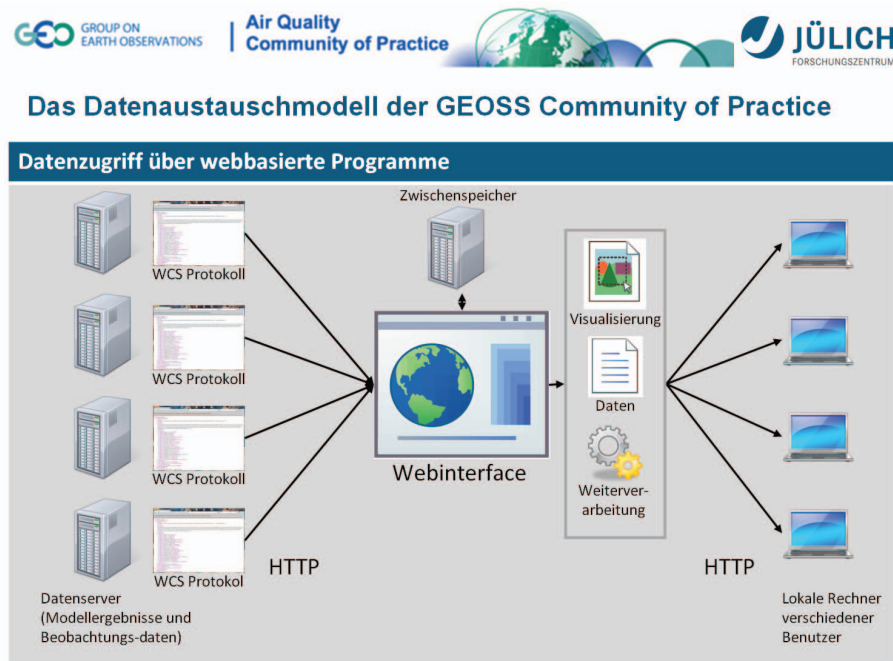 GEO GROUP ON
EARTH OBSERVATIONS
Air Quality
Community of Practice
JÜLICH
FORSCHUNGSZENTRUM
Das Datenaustauschmodell der GEOSS Community of Practice
Datenzugriff über webbasierte Programme
Zwischenspeicher
WCS Protokoll
WCS Protokoll
WCS Protokoll
WCS Protokol
HTTP
Datenserver
(Modellergebnisse und
Beobachtungs-daten)
Webinterface
Visualisierung
Daten
Weiterver-
arbeitung
HTTP
Lokale Rechner
verschiedener
Benutzer